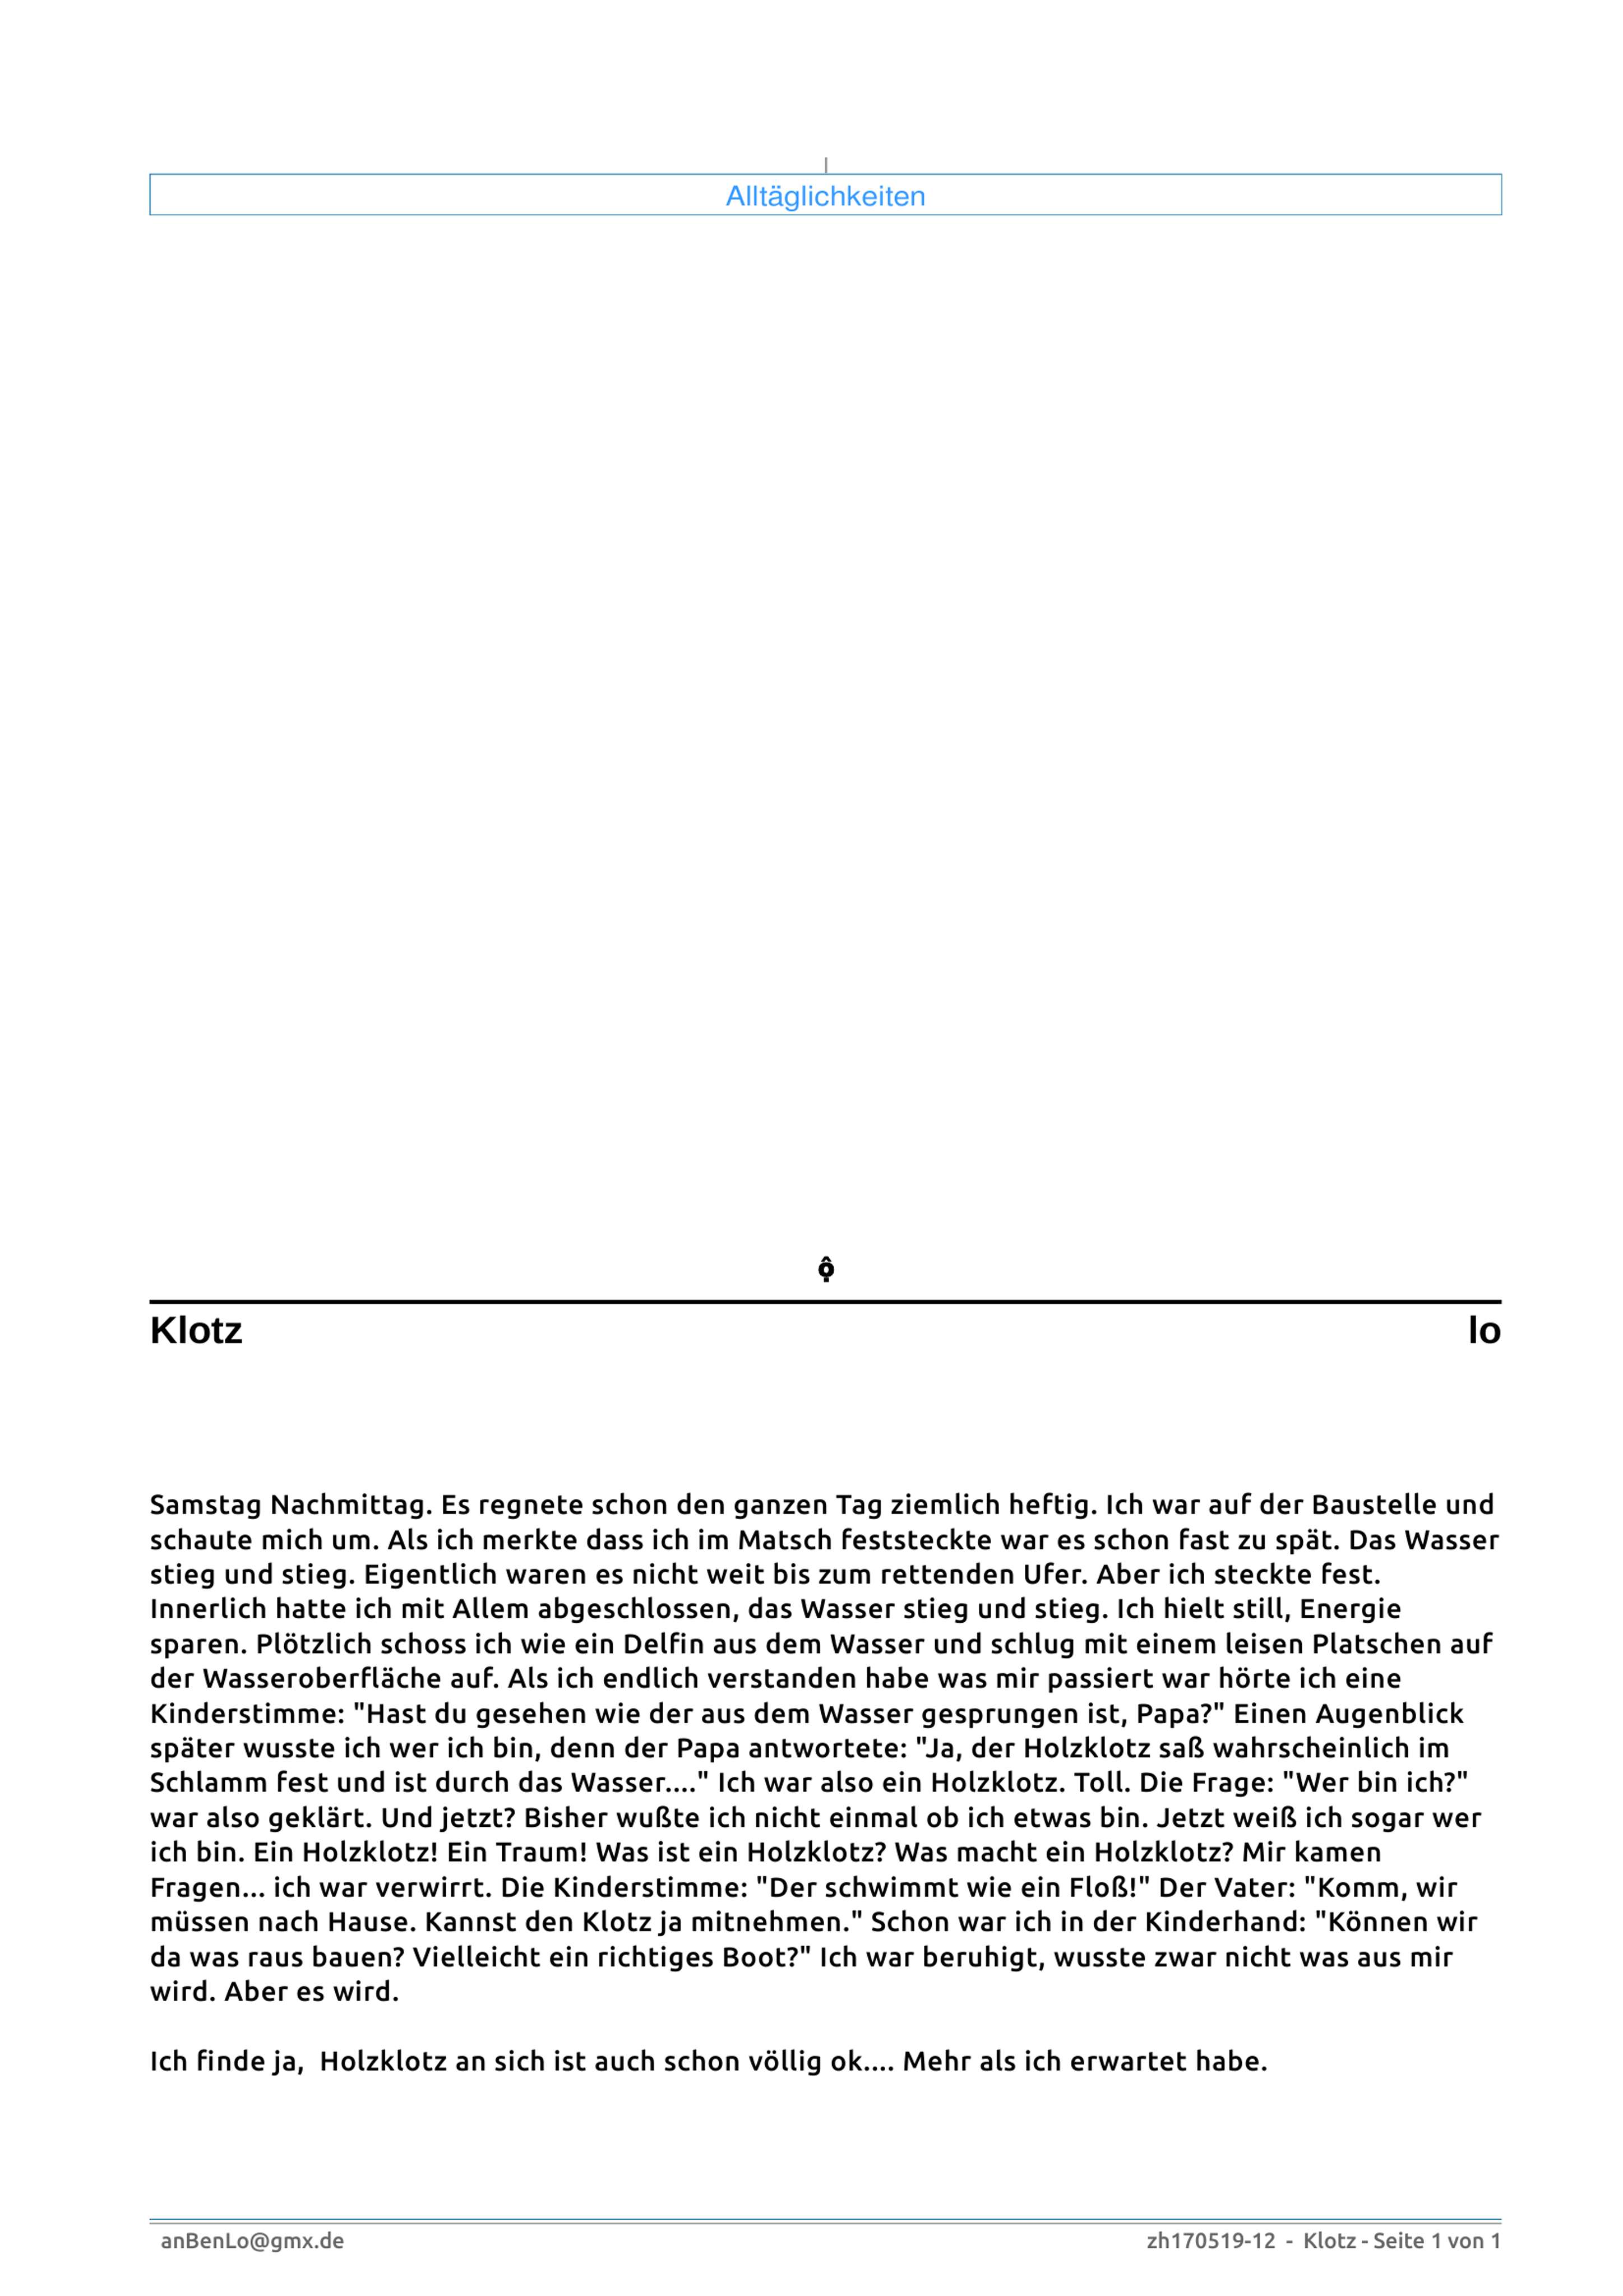 Alltäglichkeiten
Klotz lo
Samstag Nachmittag. Es regnete schon den ganzen Tag ziemlich heftig. Ich war auf der Baustelle und
schaute mich um. Als ich merkte dass ich im Matsch feststeckte war es schon fast zu spät. Das Wasser
stieg und stieg. Eigentlich waren es nicht weit bis zum rettenden Ufer. Aber ich steckte fest.
Innerlich hatte ich mit Allem abgeschlossen, das Wasser stieg und stieg. Ich hielt still, Energie
sparen. Plötzlich schoss ich wie ein Delfin aus dem Wasser und schlug mit einem leisen Platschen auf
der Wasseroberfläche auf. Als ich endlich verstanden habe was mir passiert war hörte ich eine
Kinderstimme: "Hast du gesehen wie der aus dem Wasser gesprungen ist, Papa?" Einen Augenblick
später wusste ich wer ich bin, denn der Papa antwortete: "Ja, der Holzklotz saß wahrscheinlich im
Schlamm fest und ist durch das Wasser...." Ich war also ein Holzklotz. Toll. Die Frage: "Wer bin ich?"
war also geklärt. Und jetzt? Bisher wußte ich nicht einmal ob ich etwas bin. Jetzt weiß ich sogar wer
ich bin. Ein Holzklotz! Ein Traum! Was ist ein Holzklotz? Was macht ein Holzklotz? Mir kamen
Fragen... ich war verwirrt. Die Kinderstimme: "Der schwimmt wie ein Floß!" Der Vater: "Komm, wir
müssen nach Hause. Kannst den Klotz ja mitnehmen." Schon war ich in der Kinderhand: "Können wir
da was raus bauen? Vielleicht ein richtiges Boot?" Ich war beruhigt, wusste zwar nicht was aus mir
wird. Aber es wird.
Ich finde ja,  Holzklotz an sich ist auch schon völlig ok.... Mehr als ich erwartet habe.
anBenLo@gmx.de zh170519-12 - Klotz - Seite 1 von 1